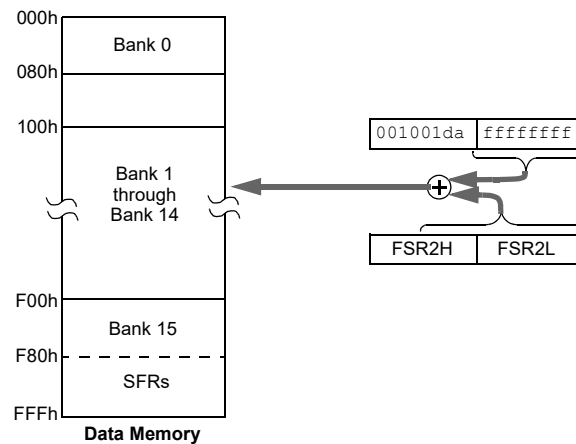 000h
Bank 0
080h
100h
001001da ffffffff
Bank 1
through
Bank 14
FSR2H FSR2L
F00h
Bank 15
F80h
SFRs
FFFh
Data Memory